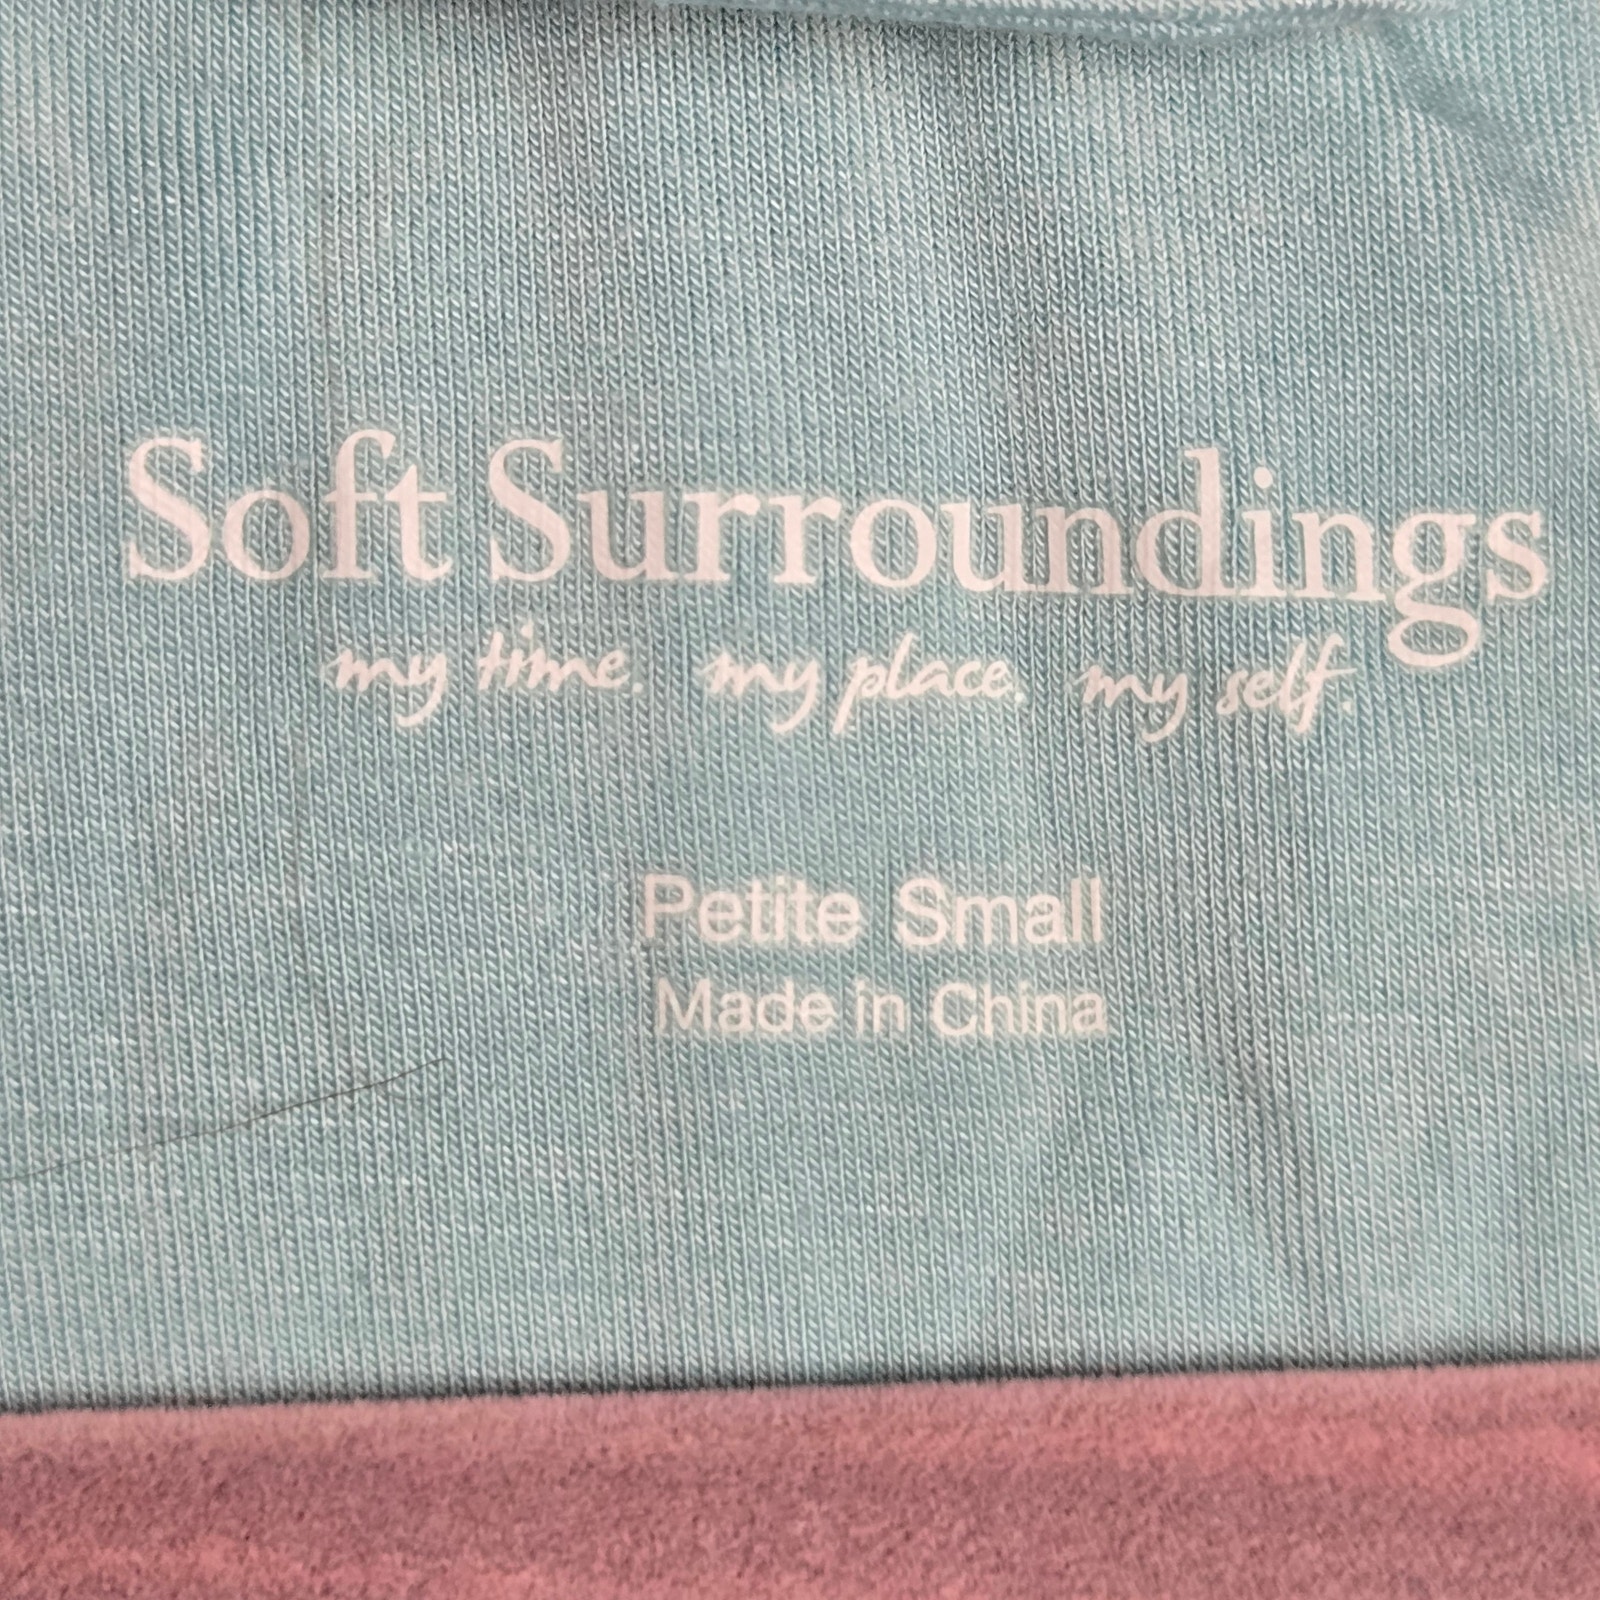 Soft Surroundings
my time. my place. my self.
Petite Small
Made in China